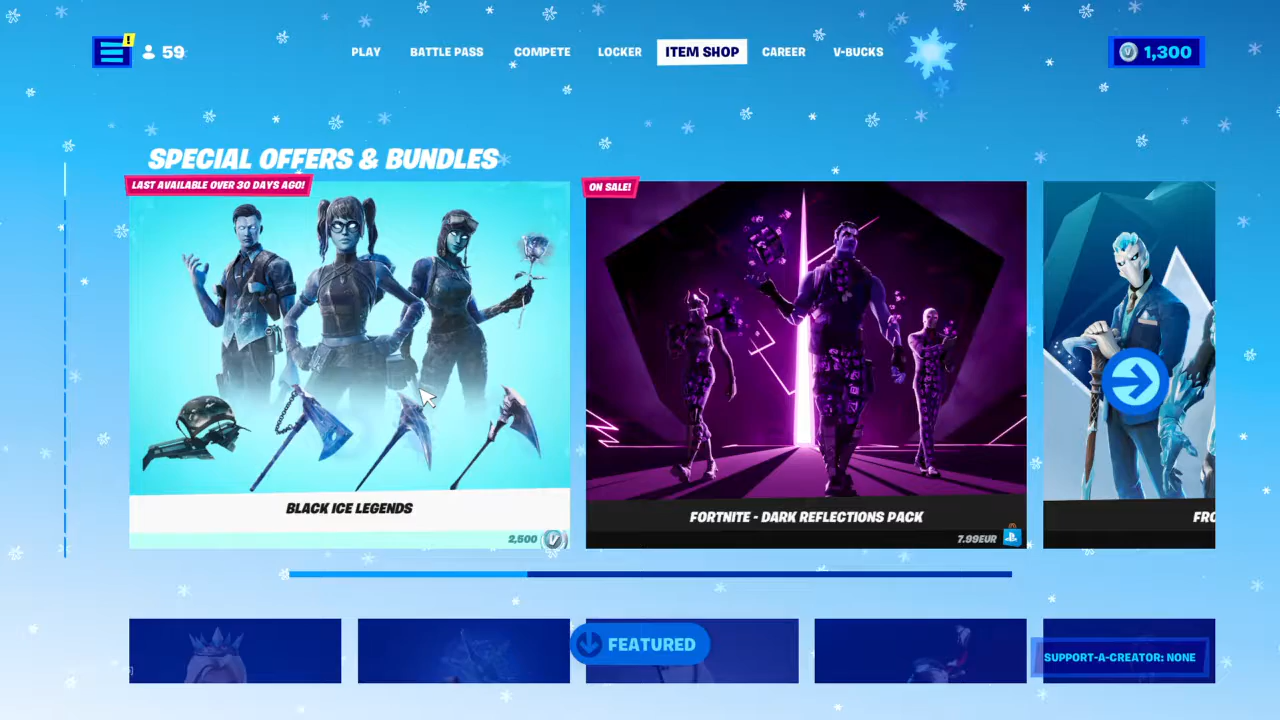 !
59
PLAY
BATTLE PASS
COMPETE
LOCKER
ITEM SHOP
CAREER
V-BUCKS
1,300
SPECIAL OFFERS & BUNDLES
LAST AVAILABLE OVER 30 DAYS AGO!
ON SALE!
BLACK ICE LEGENDS
2,500
FORTNITE - DARK REFLECTIONS PACK
7.99EUR
FEATURED
SUPPORT-A-CREATOR: NONE